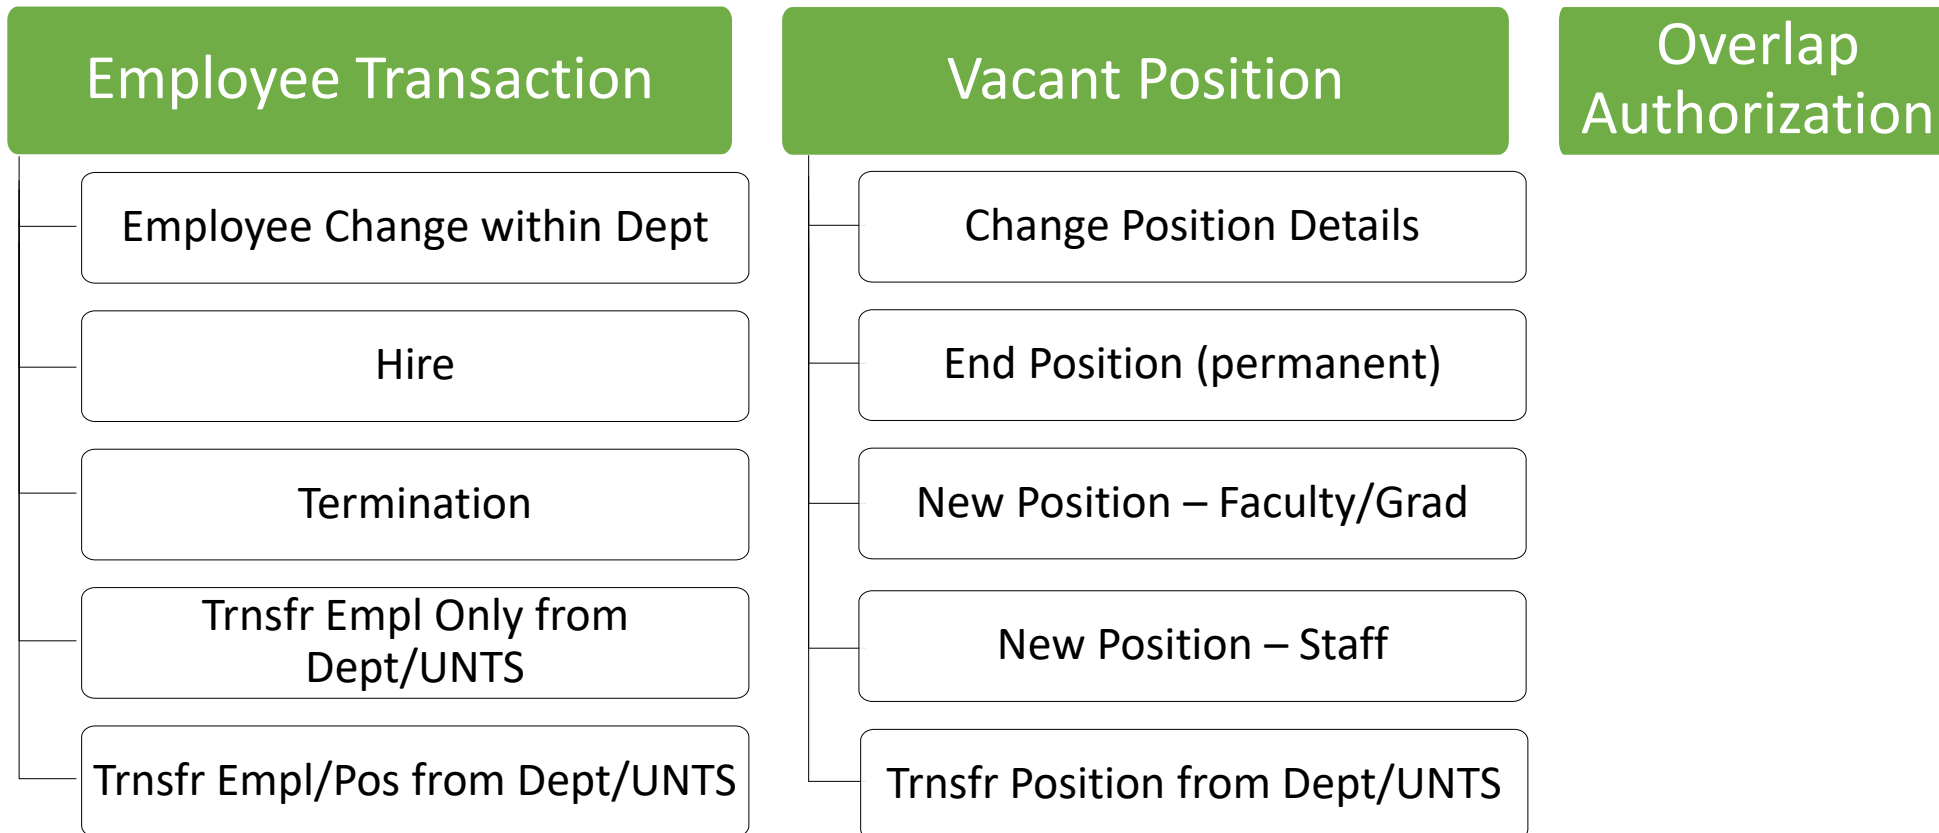 Employee Transaction
Employee Change within Dept
Hire
Termination
Trnsfr Empl Only from
Dept/UNTS
Trnsfr Empl/Pos from Dept/UNTS
Vacant Position
Change Position Details
End Position (permanent)
New Position – Faculty/Grad
New Position – Staff
Trnsfr Position from Dept/UNTS
Overlap
Authorization